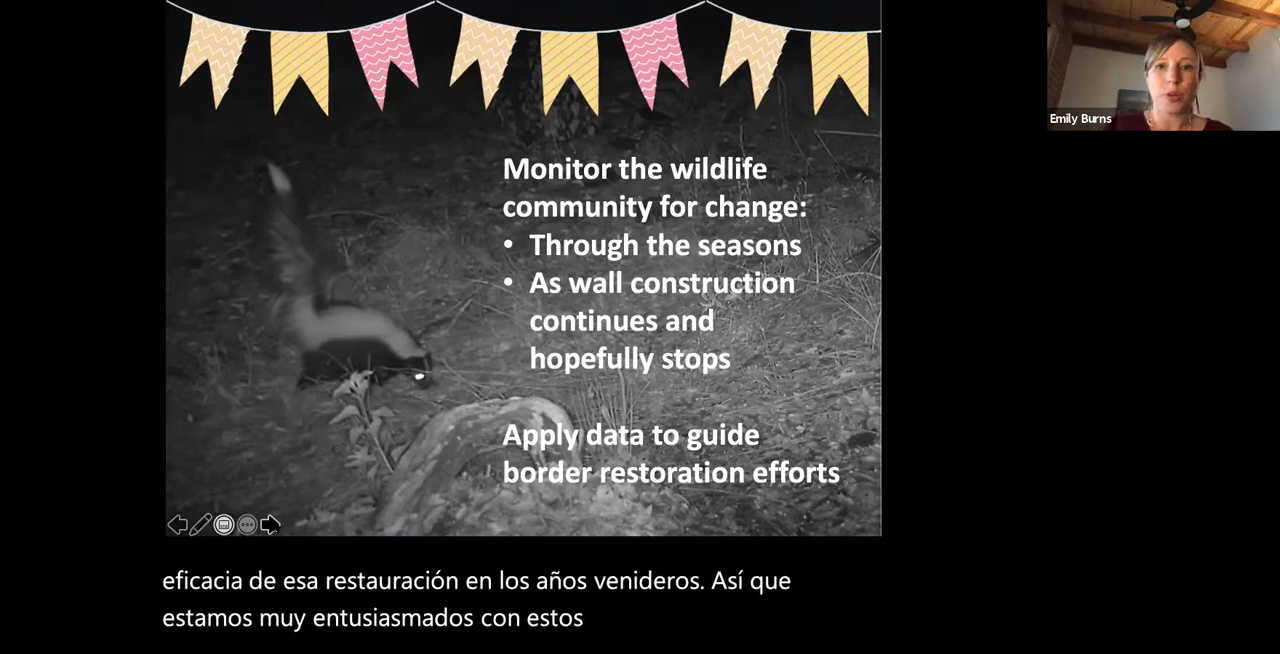 Monitor the wildlife
community for change:
• Through the seasons
• As wall construction
continues and
hopefully stops
Apply data to guide
border restoration efforts
Emily Burns
eficacia de esa restauración en los años venideros. Así que
estamos muy entusiasmados con estos